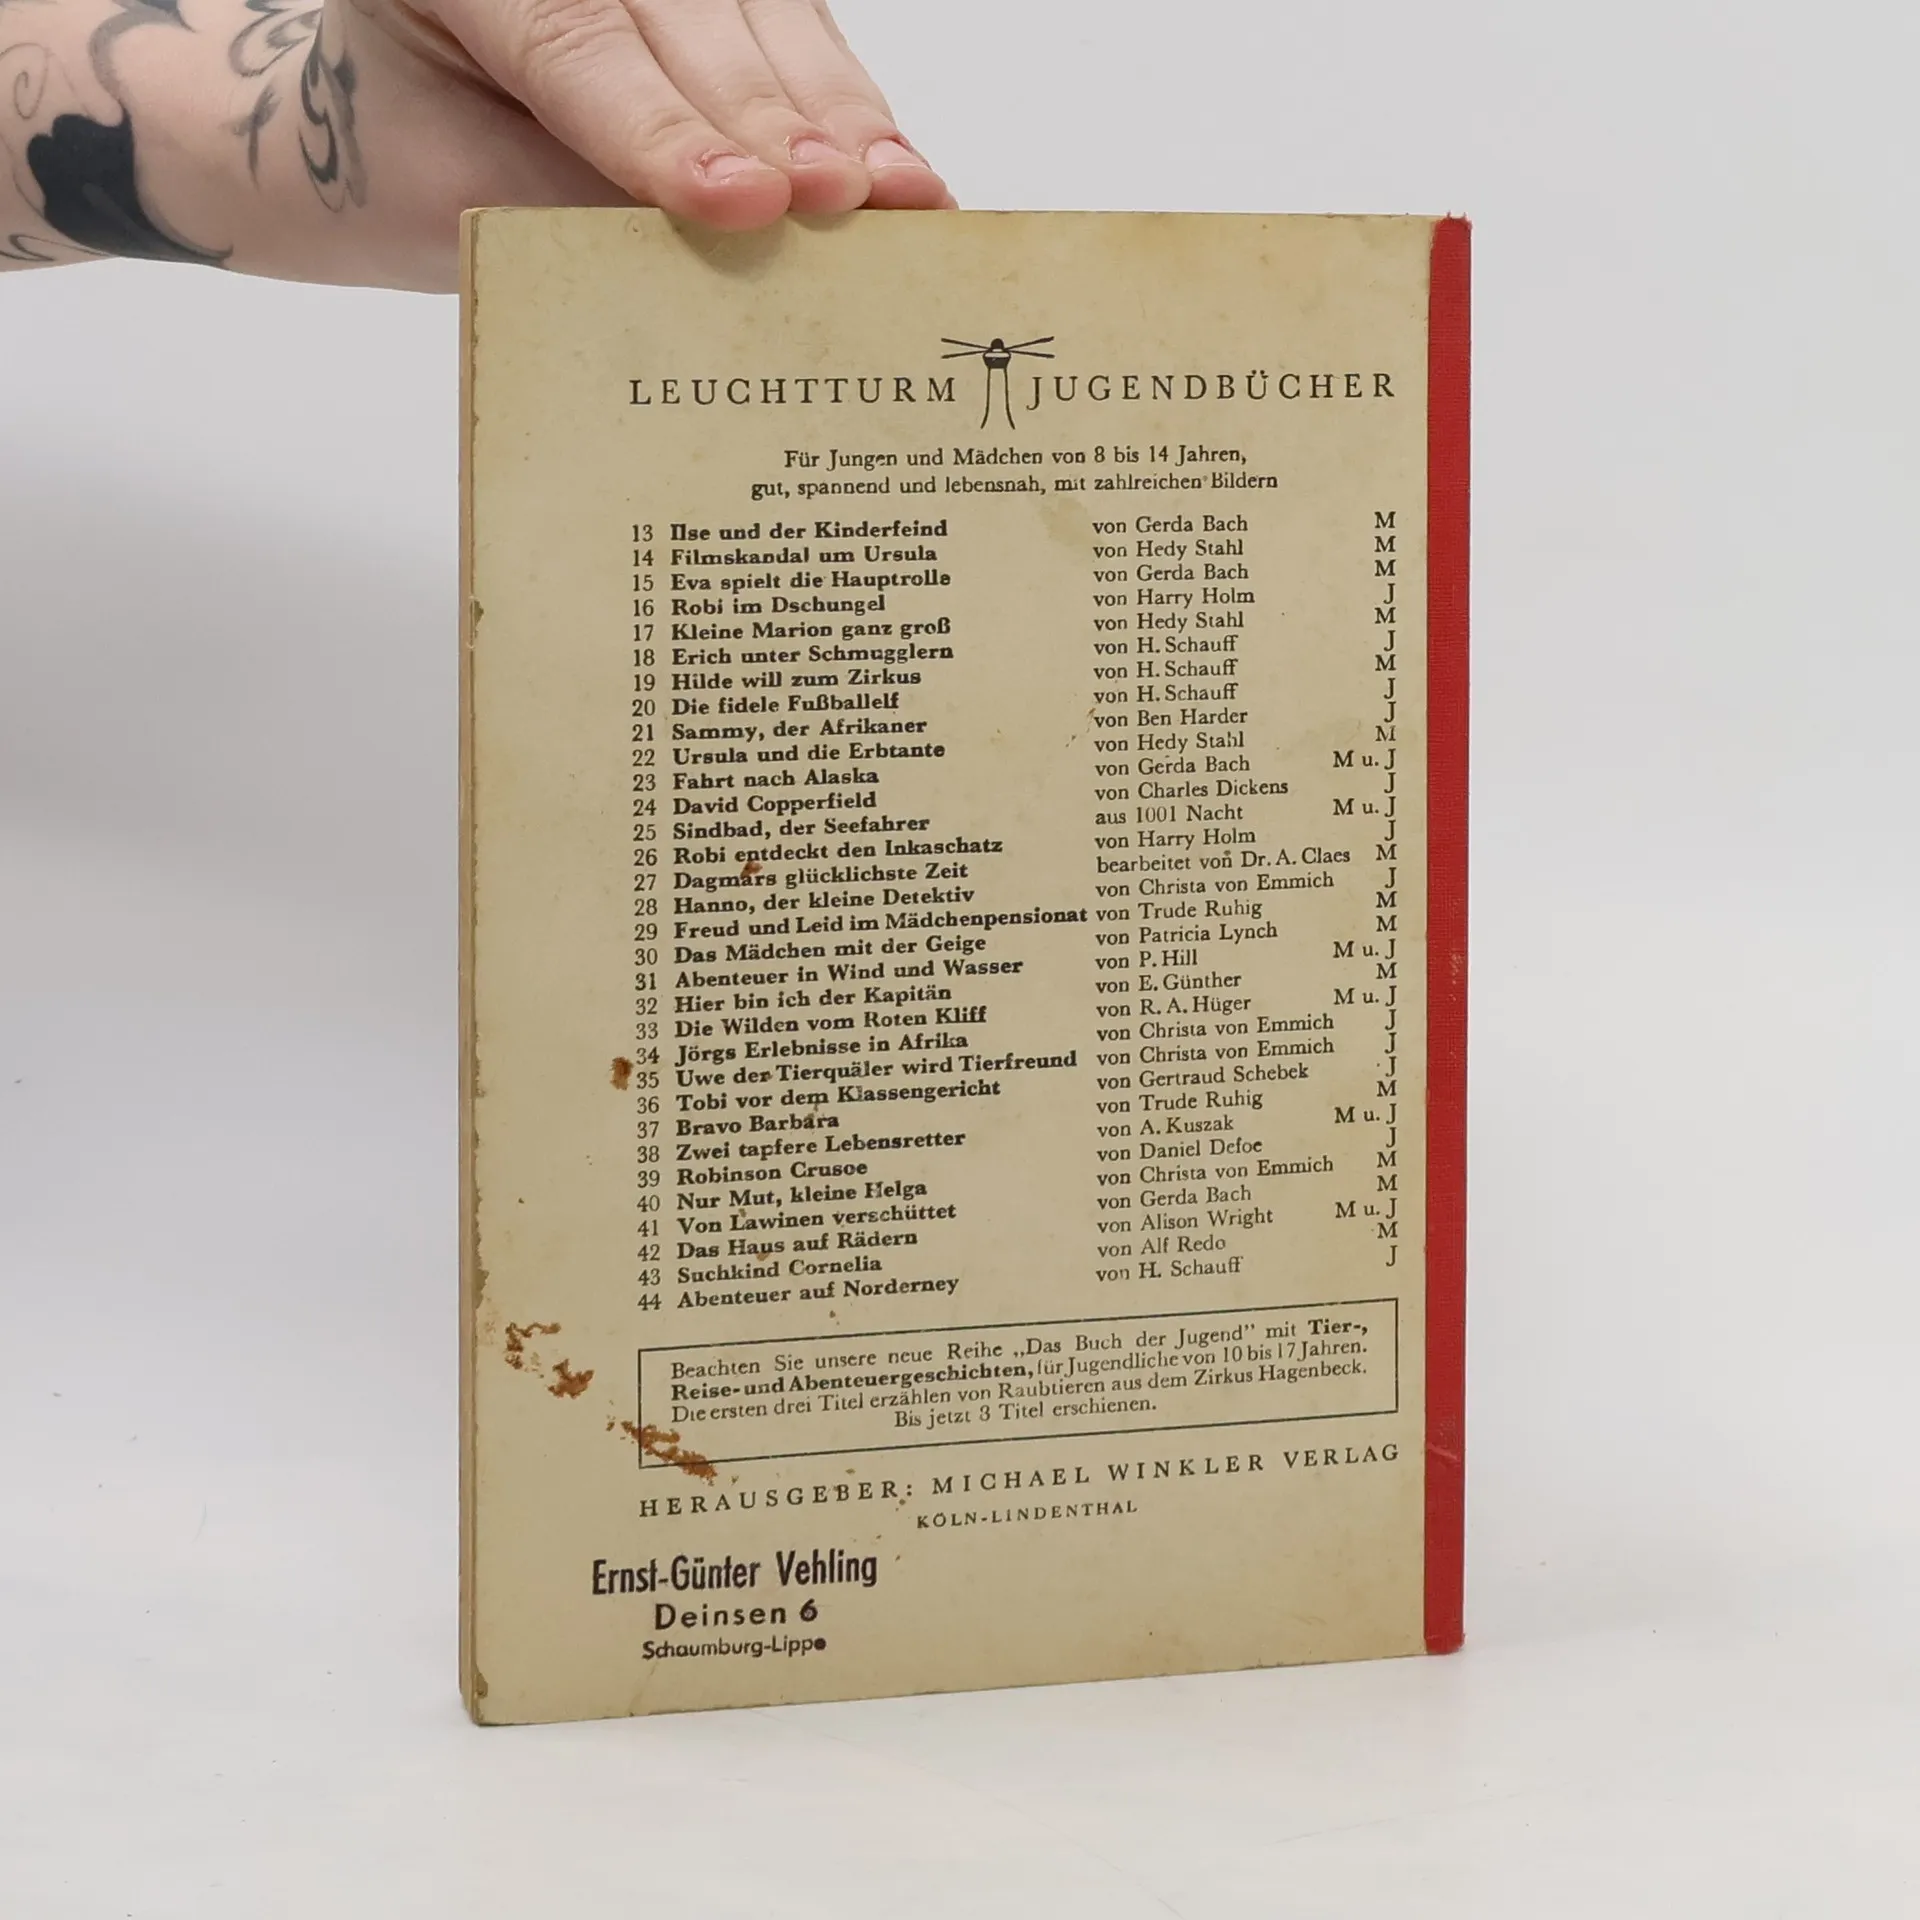 LEUCHTTURM JUGENDBÜCHER
Für Jungen und Mädchen von 8 bis 14 Jahren,
gut, spannend und lebensnah, mit zahlreichen Bildern
13 Ilse und der Kinderfeind von Gerda Bach M
14 Filmskandal um Ursula von Hedy Stahl M
15 Eva spielt die Hauptrolle von Gerda Bach M
16 Robi im Dschungel von Harry Holm J
17 Kleine Marion ganz groß von Hedy Stahl M
18 Erich unter Schmugglern von H. Schauff J
19 Hilde will zum Zirkus von H. Schauff M
20 Die fidele Fußballelf von H. Schauff J
21 Sammy, der Afrikaner von Ben Harder J
22 Ursula und die Erbtante von Hedy Stahl M
23 Fahrt nach Alaska von Gerda Bach M u. J
24 David Copperfield von Charles Dickens J
25 Sindbad, der Seefahrer aus 1001 Nacht M u. J
26 Robi entdeckt den Inkaschatz von Harry Holm J
27 Dagmars glücklichste Zeit bearbeitet von Dr. A. Claes M
28 Hanno, der kleine Detektiv von Christa von Emmich J
29 Freud und Leid im Mädchenpensionat von Trude Ruhig M
30 Das Mädchen mit der Geige von Patricia Lynch M
31 Abenteuer in Wind und Wasser von P. Hill M u. J
32 Hier bin ich der Kapitän von E. Günther M
33 Die Wilden vom Roten Kliff von R. A. Hüger M u. J
34 Jörgs Erlebnisse in Afrika von Christa von Emmich J
35 Uwe der Tierquäler wird Tierfreund von Christa von Emmich J
36 Tobi vor dem Klassengericht von Gertraud Schebek J
37 Bravo Barbara von Trude Ruhig M
38 Zwei tapfere Lebensretter von A. Kuszak M u. J
39 Robinson Crusoe von Daniel Defoe J
40 Nur Mut, kleine Helga von Christa von Emmich M
41 Von Lawinen verschüttet von Gerda Bach M
42 Das Haus auf Rädern von Alison Wright M u. J
43 Suchkind Cornelia von Alf Redo M
44 Abenteuer auf Norderney von H. Schauff J
Beachten Sie unsere neue Reihe „Das Buch der Jugend” mit Tier-,
Reise- und Abenteuergeschichten, für Jugendliche von 10 bis 17 Jahren.
Die ersten drei Titel erzählen von Raubtieren aus dem Zirkus Hagenbeck.
Bis jetzt 3 Titel erschienen.
HERAUSGEBER: MICHAEL WINKLER VERLAG
KÖLN-LINDENTHAL
Ernst-Günter Vehling
Deinsen 6
Schaumburg-Lippe